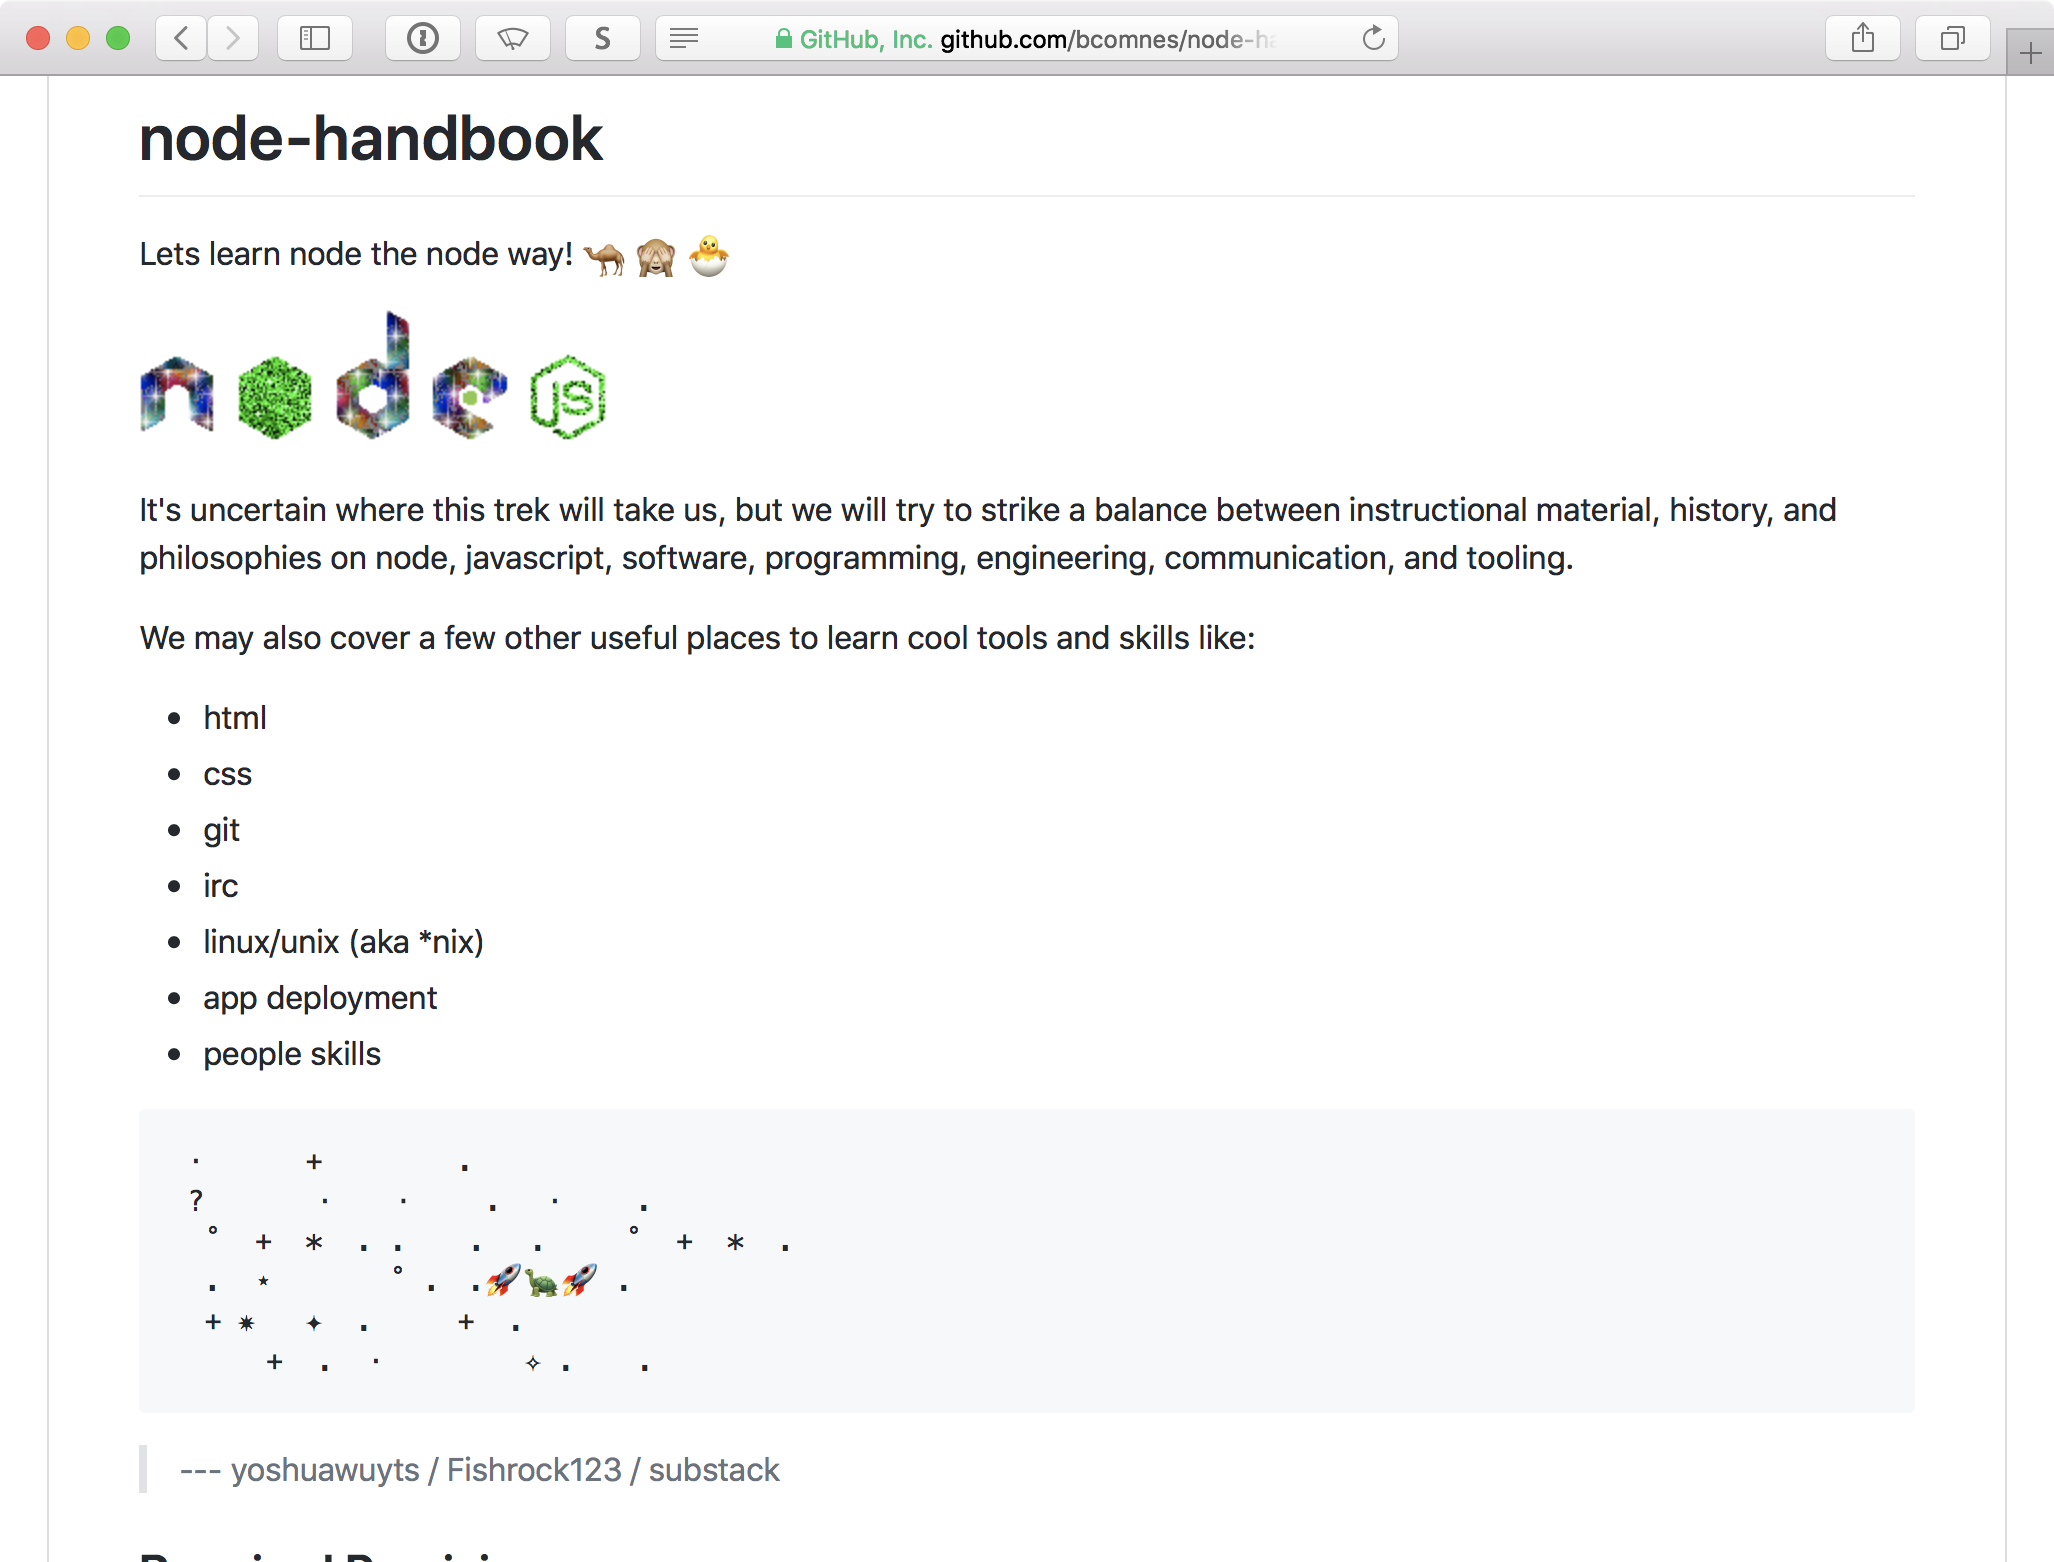 S
GitHub, Inc. github.com/bcomnes/node-ha
node-handbook
Lets learn node the node way! 🐪 🙈 🐣
node JS
It's uncertain where this trek will take us, but we will try to strike a balance between instructional material, history, and
philosophies on node, javascript, software, programming, engineering, communication, and tooling.
We may also cover a few other useful places to learn cool tools and skills like:
• html
• css
• git
• irc
• linux/unix (aka *nix)
• app deployment
• people skills
·      +        .
?       ·    ·     .   ·     .
 ˚  +  *  . .    .   .     ˚  +  *  .
 .  ⋆       ˚ .  .🚀🐢🚀 .
 + ✷   ✦  .     +  .
    +  .  ·        ✧ .    .
--- yoshuawuyts / Fishrock123 / substack